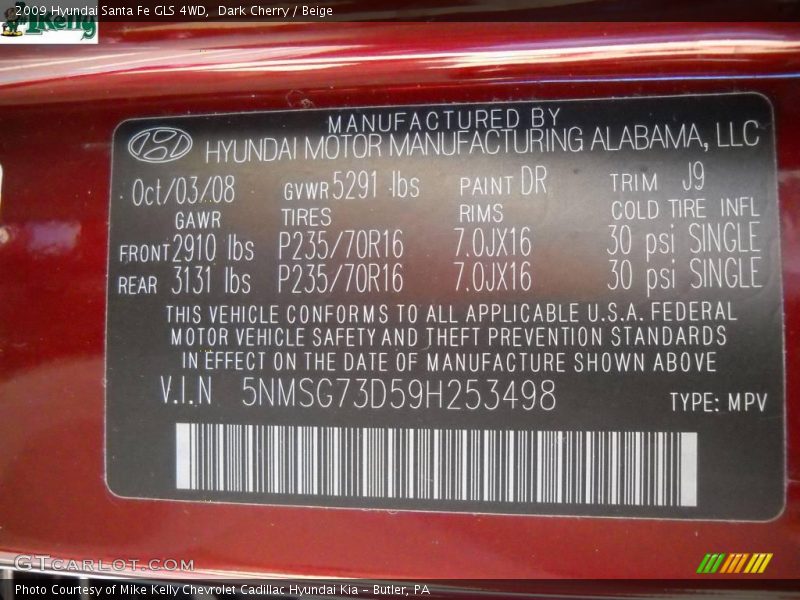 2009 Hyundai Santa Fe GLS 4WD, Dark Cherry / Beige
Kelly
MANUFACTURED BY
HYUNDAI MOTOR MANUFACTURING ALABAMA, LLC
Oct/03/08 GVWR 5291 lbs PAINT DR TRIM J9
GAWR TIRES RIMS COLD TIRE INFL
FRONT 2910 lbs P235/70R16 7.0JX16 30 psi SINGLE
REAR 3131 lbs P235/70R16 7.0JX16 30 psi SINGLE
THIS VEHICLE CONFORMS TO ALL APPLICABLE U.S.A. FEDERAL
MOTOR VEHICLE SAFETY AND THEFT PREVENTION STANDARDS
IN EFFECT ON THE DATE OF MANUFACTURE SHOWN ABOVE
V.I.N 5NMSG73D59H253498 TYPE: MPV
GTCARLOT.COM
Photo Courtesy of Mike Kelly Chevrolet Cadillac Hyundai Kia - Butler, PA